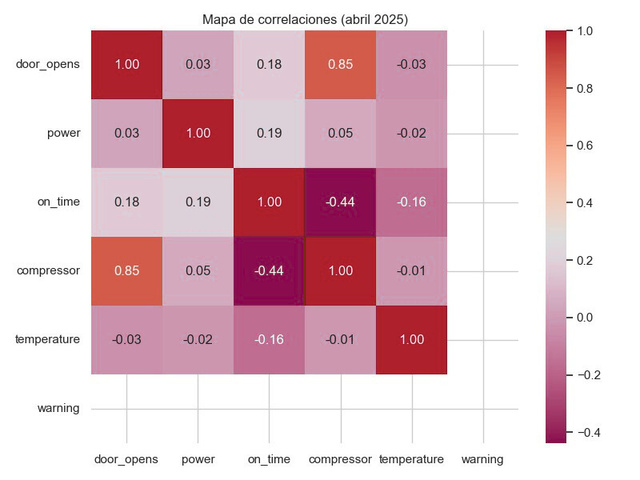 Mapa de correlaciones (abril 2025)
door_opens 1.00 0.03 0.18 0.85 -0.03
power 0.03 1.00 0.19 0.05 -0.02
on_time 0.18 0.19 1.00 -0.44 -0.16
compressor 0.85 0.05 -0.44 1.00 -0.01
temperature -0.03 -0.02 -0.16 -0.01 1.00
warning
door_opens power on_time compressor temperature warning
1.0
0.8
0.6
0.4
0.2
0.0
−0.2
−0.4